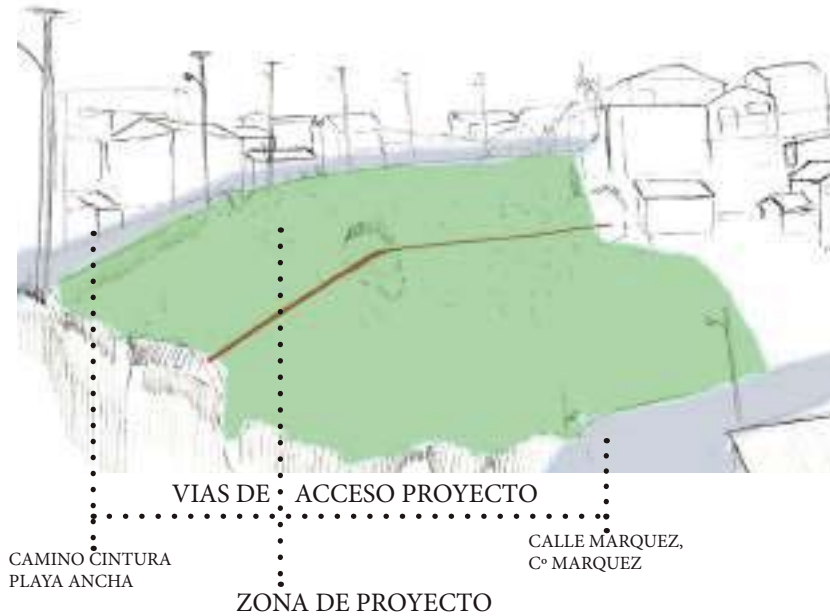 VIAS DE ACCESO PROYECTO
CAMINO CINTURA
PLAYA ANCHA
CALLE MARQUEZ,
Cº MARQUEZ
ZONA DE PROYECTO